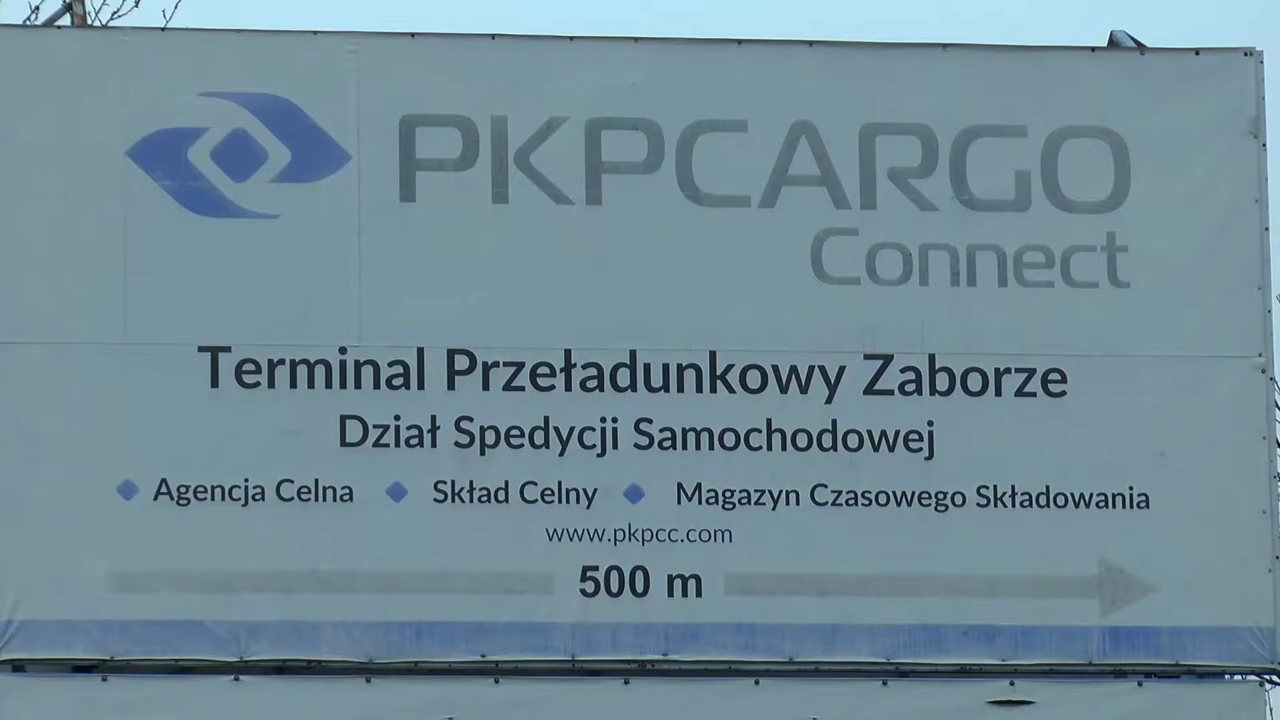 PKPCARGO
Connect
Terminal Przeładunkowy Zaborze
Dział Spedycji Samochodowej
Agencja Celna Skład Celny Magazyn Czasowego Składowania
www.pkpcc.com
500 m